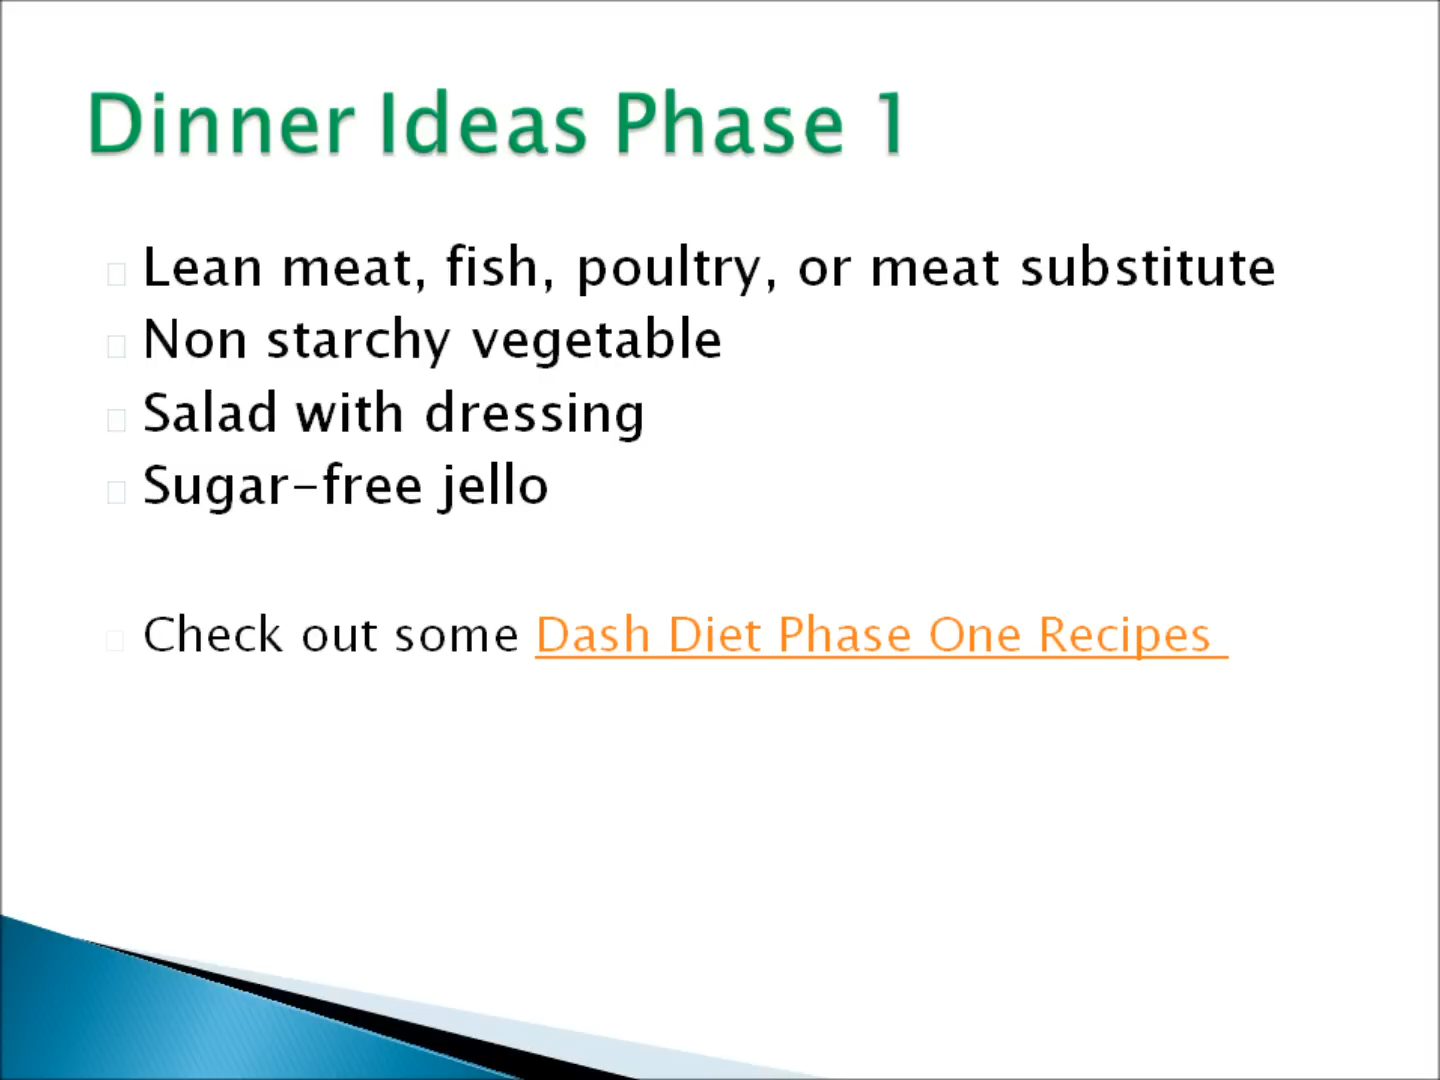 Dinner Ideas Phase 1
Lean meat, fish, poultry, or meat substitute
Non starchy vegetable
Salad with dressing
Sugar-free jello
Check out some Dash Diet Phase One Recipes